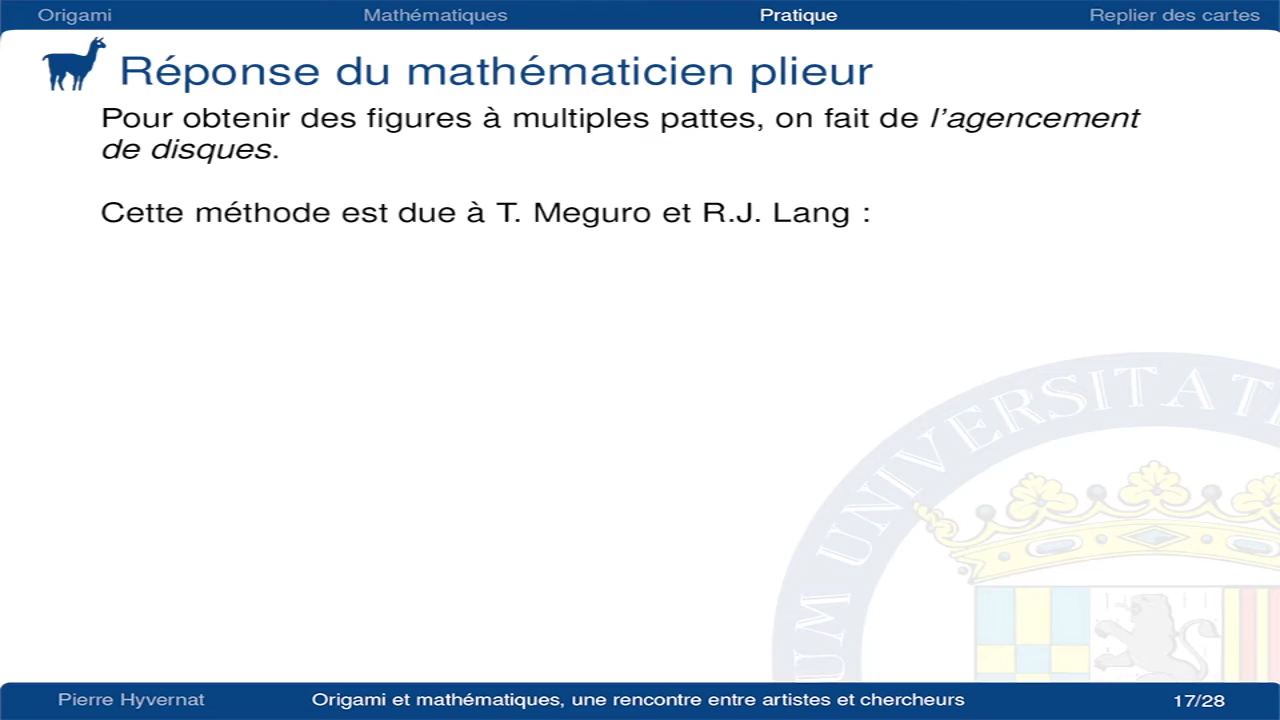 Origami Mathématiques Pratique Replier des cartes
Réponse du mathématicien plieur
Pour obtenir des figures à multiples pattes, on fait de l'agencement
de disques.
Cette méthode est due à T. Meguro et R.J. Lang :
UM UNIVERSITAT
Pierre Hyvernat Origami et mathématiques, une rencontre entre artistes et chercheurs 17/28